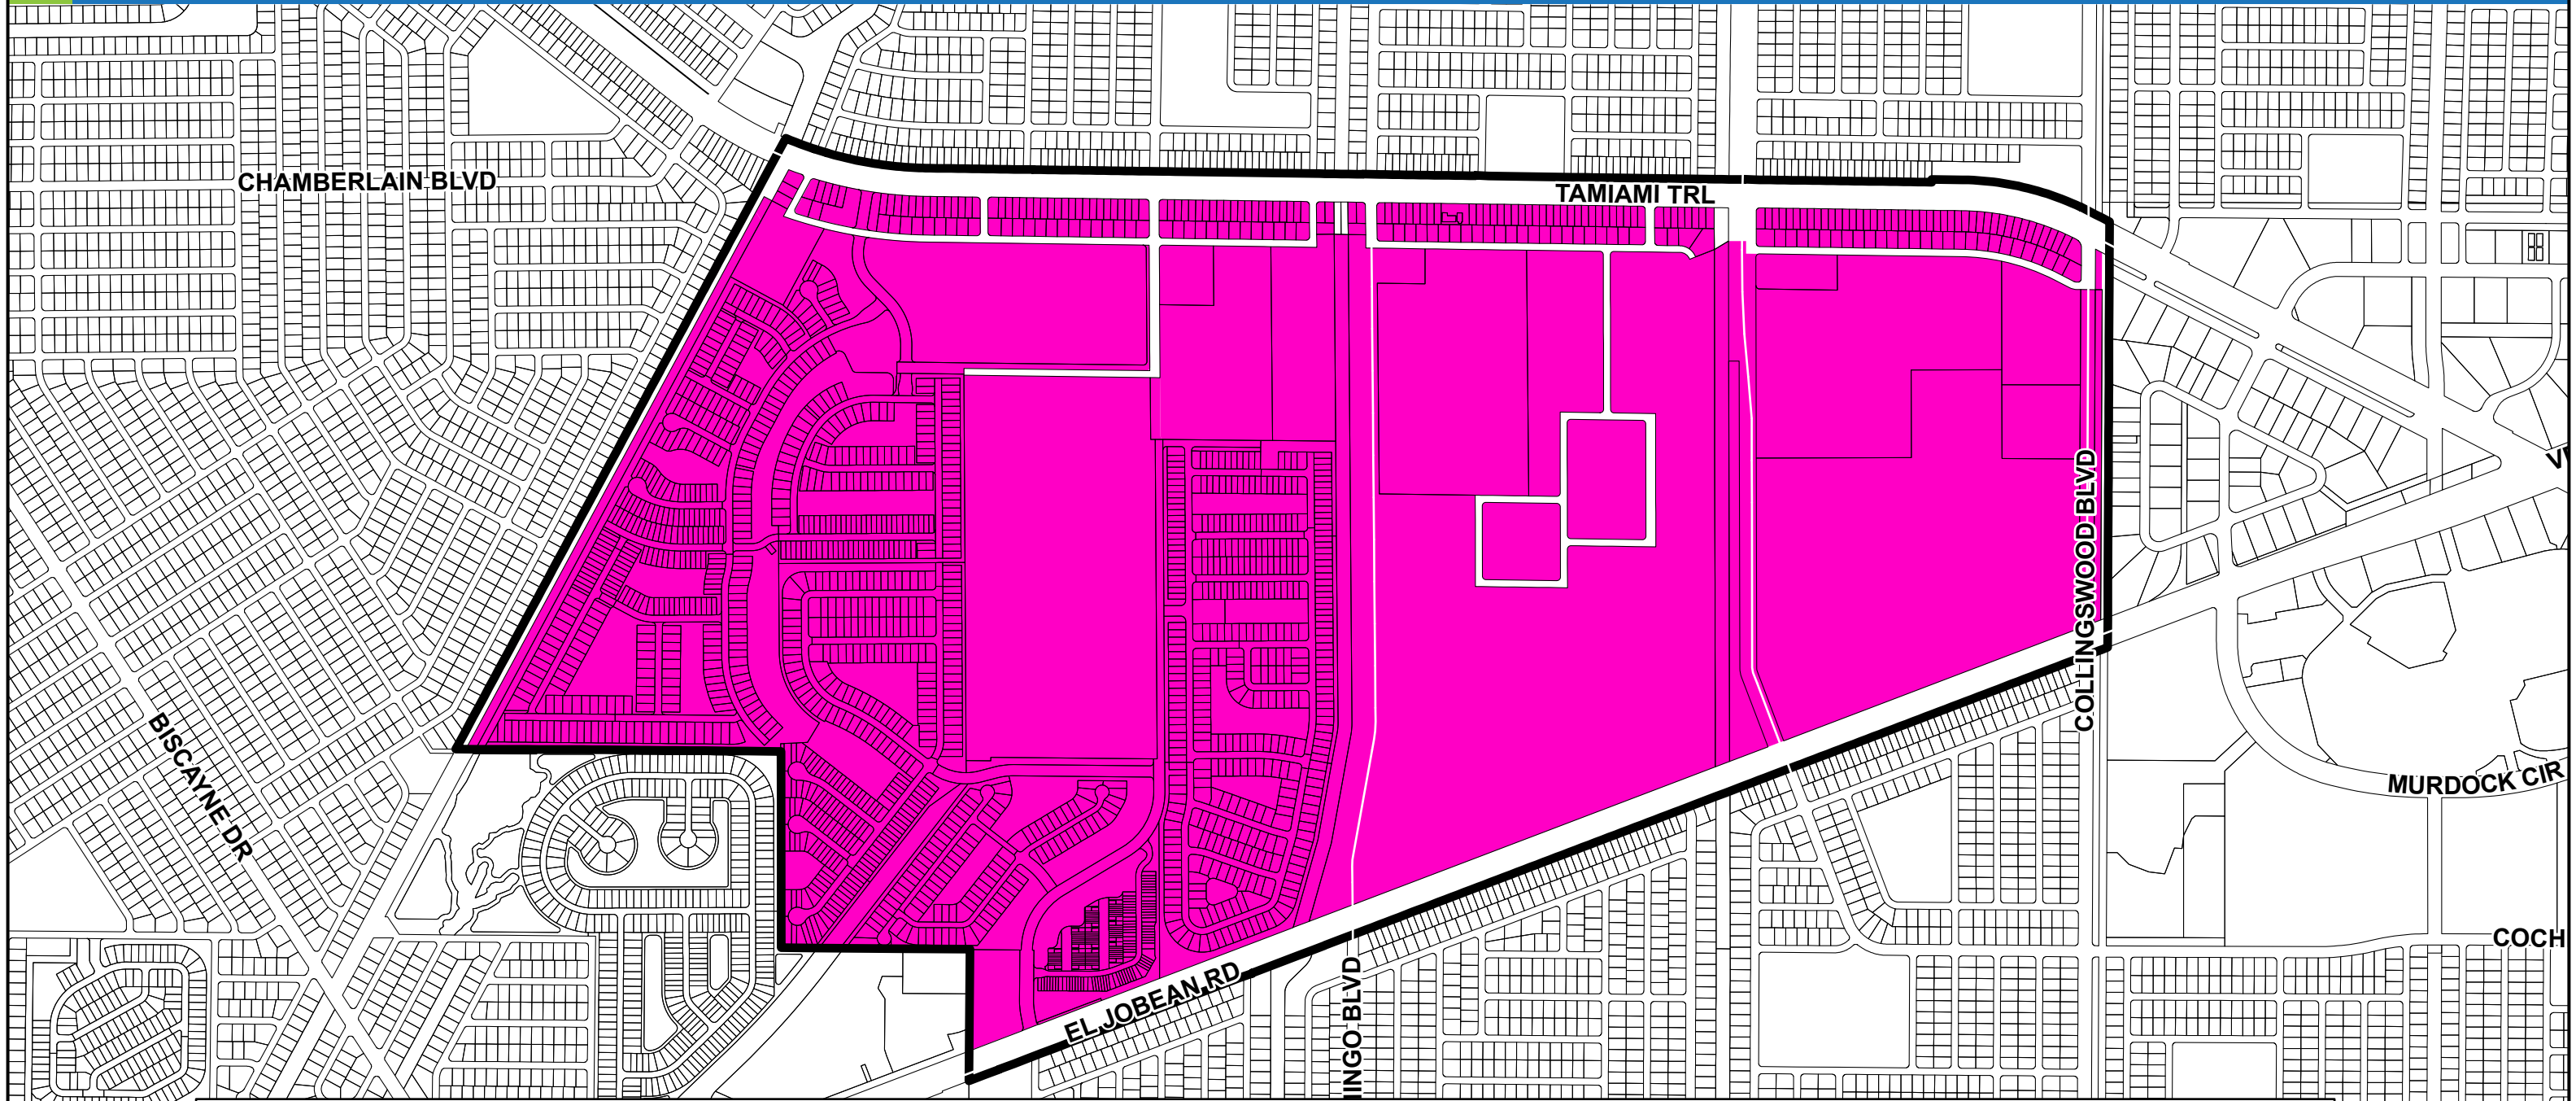 CHAMBERLAIN BLVD
TAMIAMI TRL
COLLINGSWOOD BLVD
BISCAYNE DR
MURDOCK CIR
COCH
EL JOBEAN RD
INGO BLVD